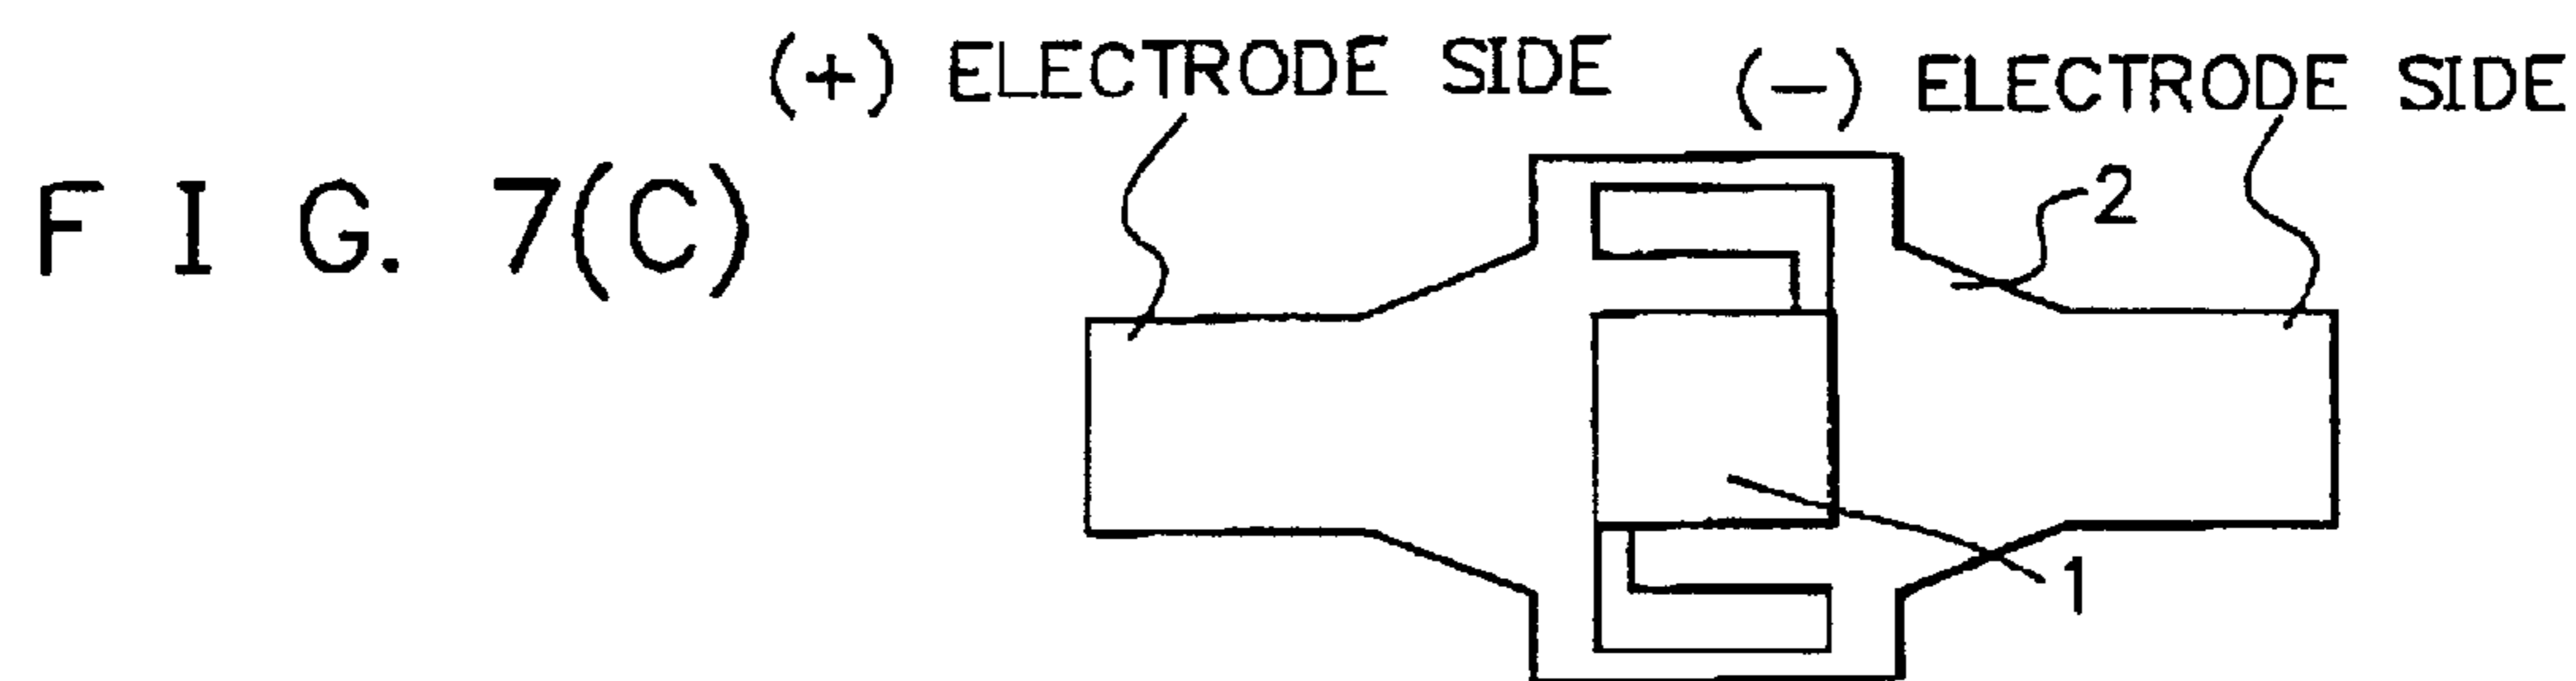 (+) ELECTRODE SIDE (-) ELECTRODE SIDE
F I G. 7(C)
2
1